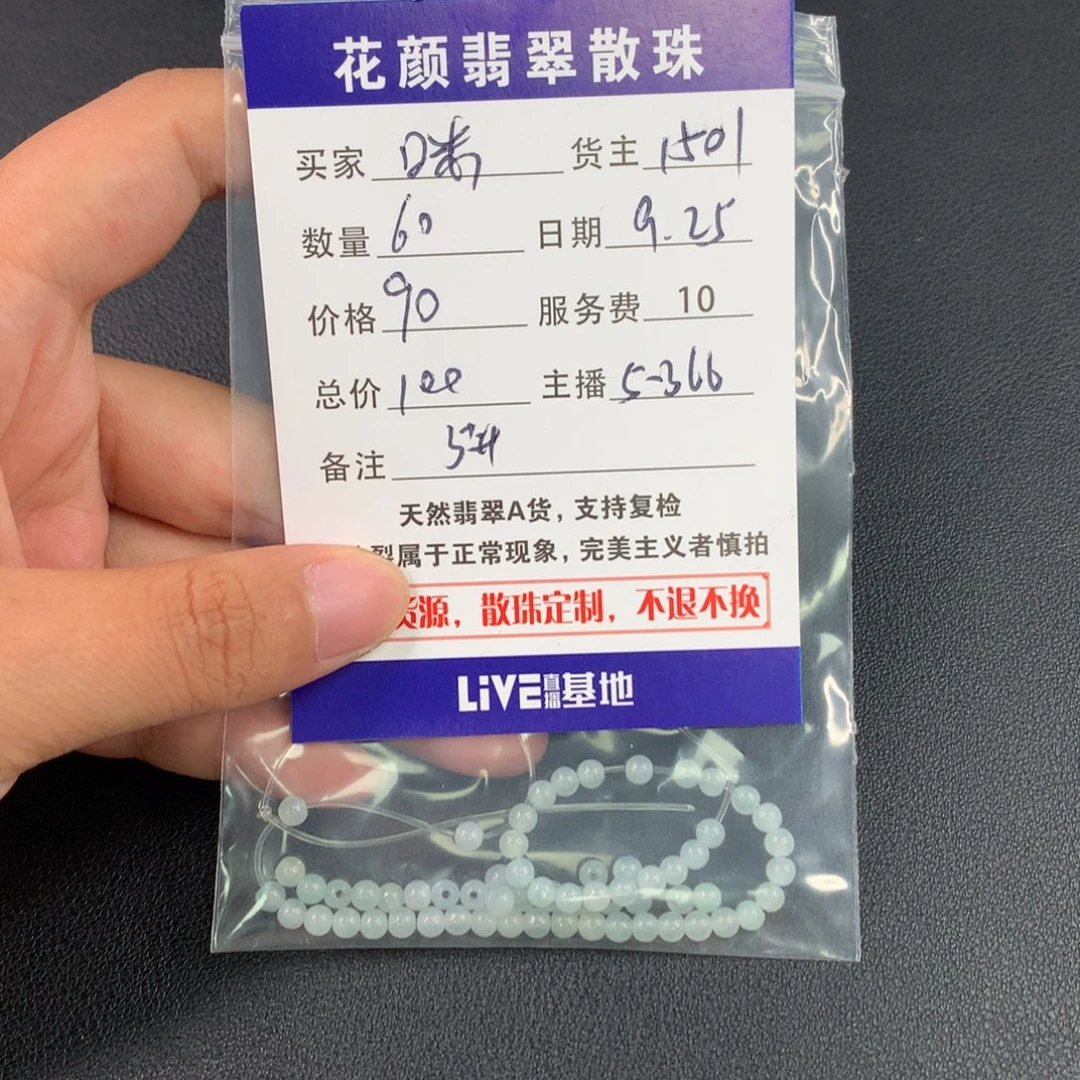 花颜翡翠散珠
买家 口米 货主 1501
数量 60 日期 9.25
价格 90 服务费 10
总价 100 主播 5-366
备注
天然翡翠A货，支持复检
裂属于正常现象，完美主义者慎拍
货源，散珠定制，不退不换
LiVE直播基地